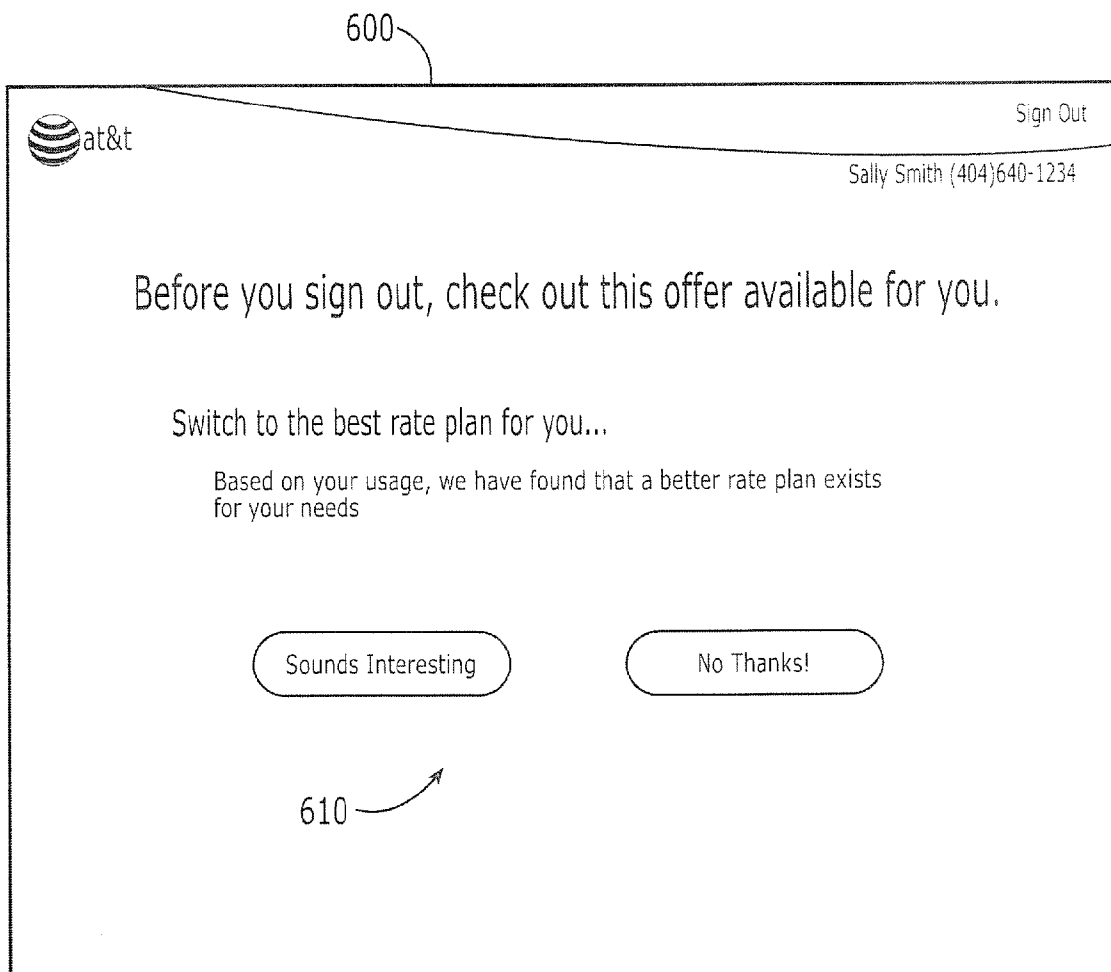 600
at&t
Sign Out
Sally Smith (404)640-1234
Before you sign out, check out this offer available for you.
Switch to the best rate plan for you...
Based on your usage, we have found that a better rate plan exists
for your needs
Sounds Interesting
No Thanks!
610